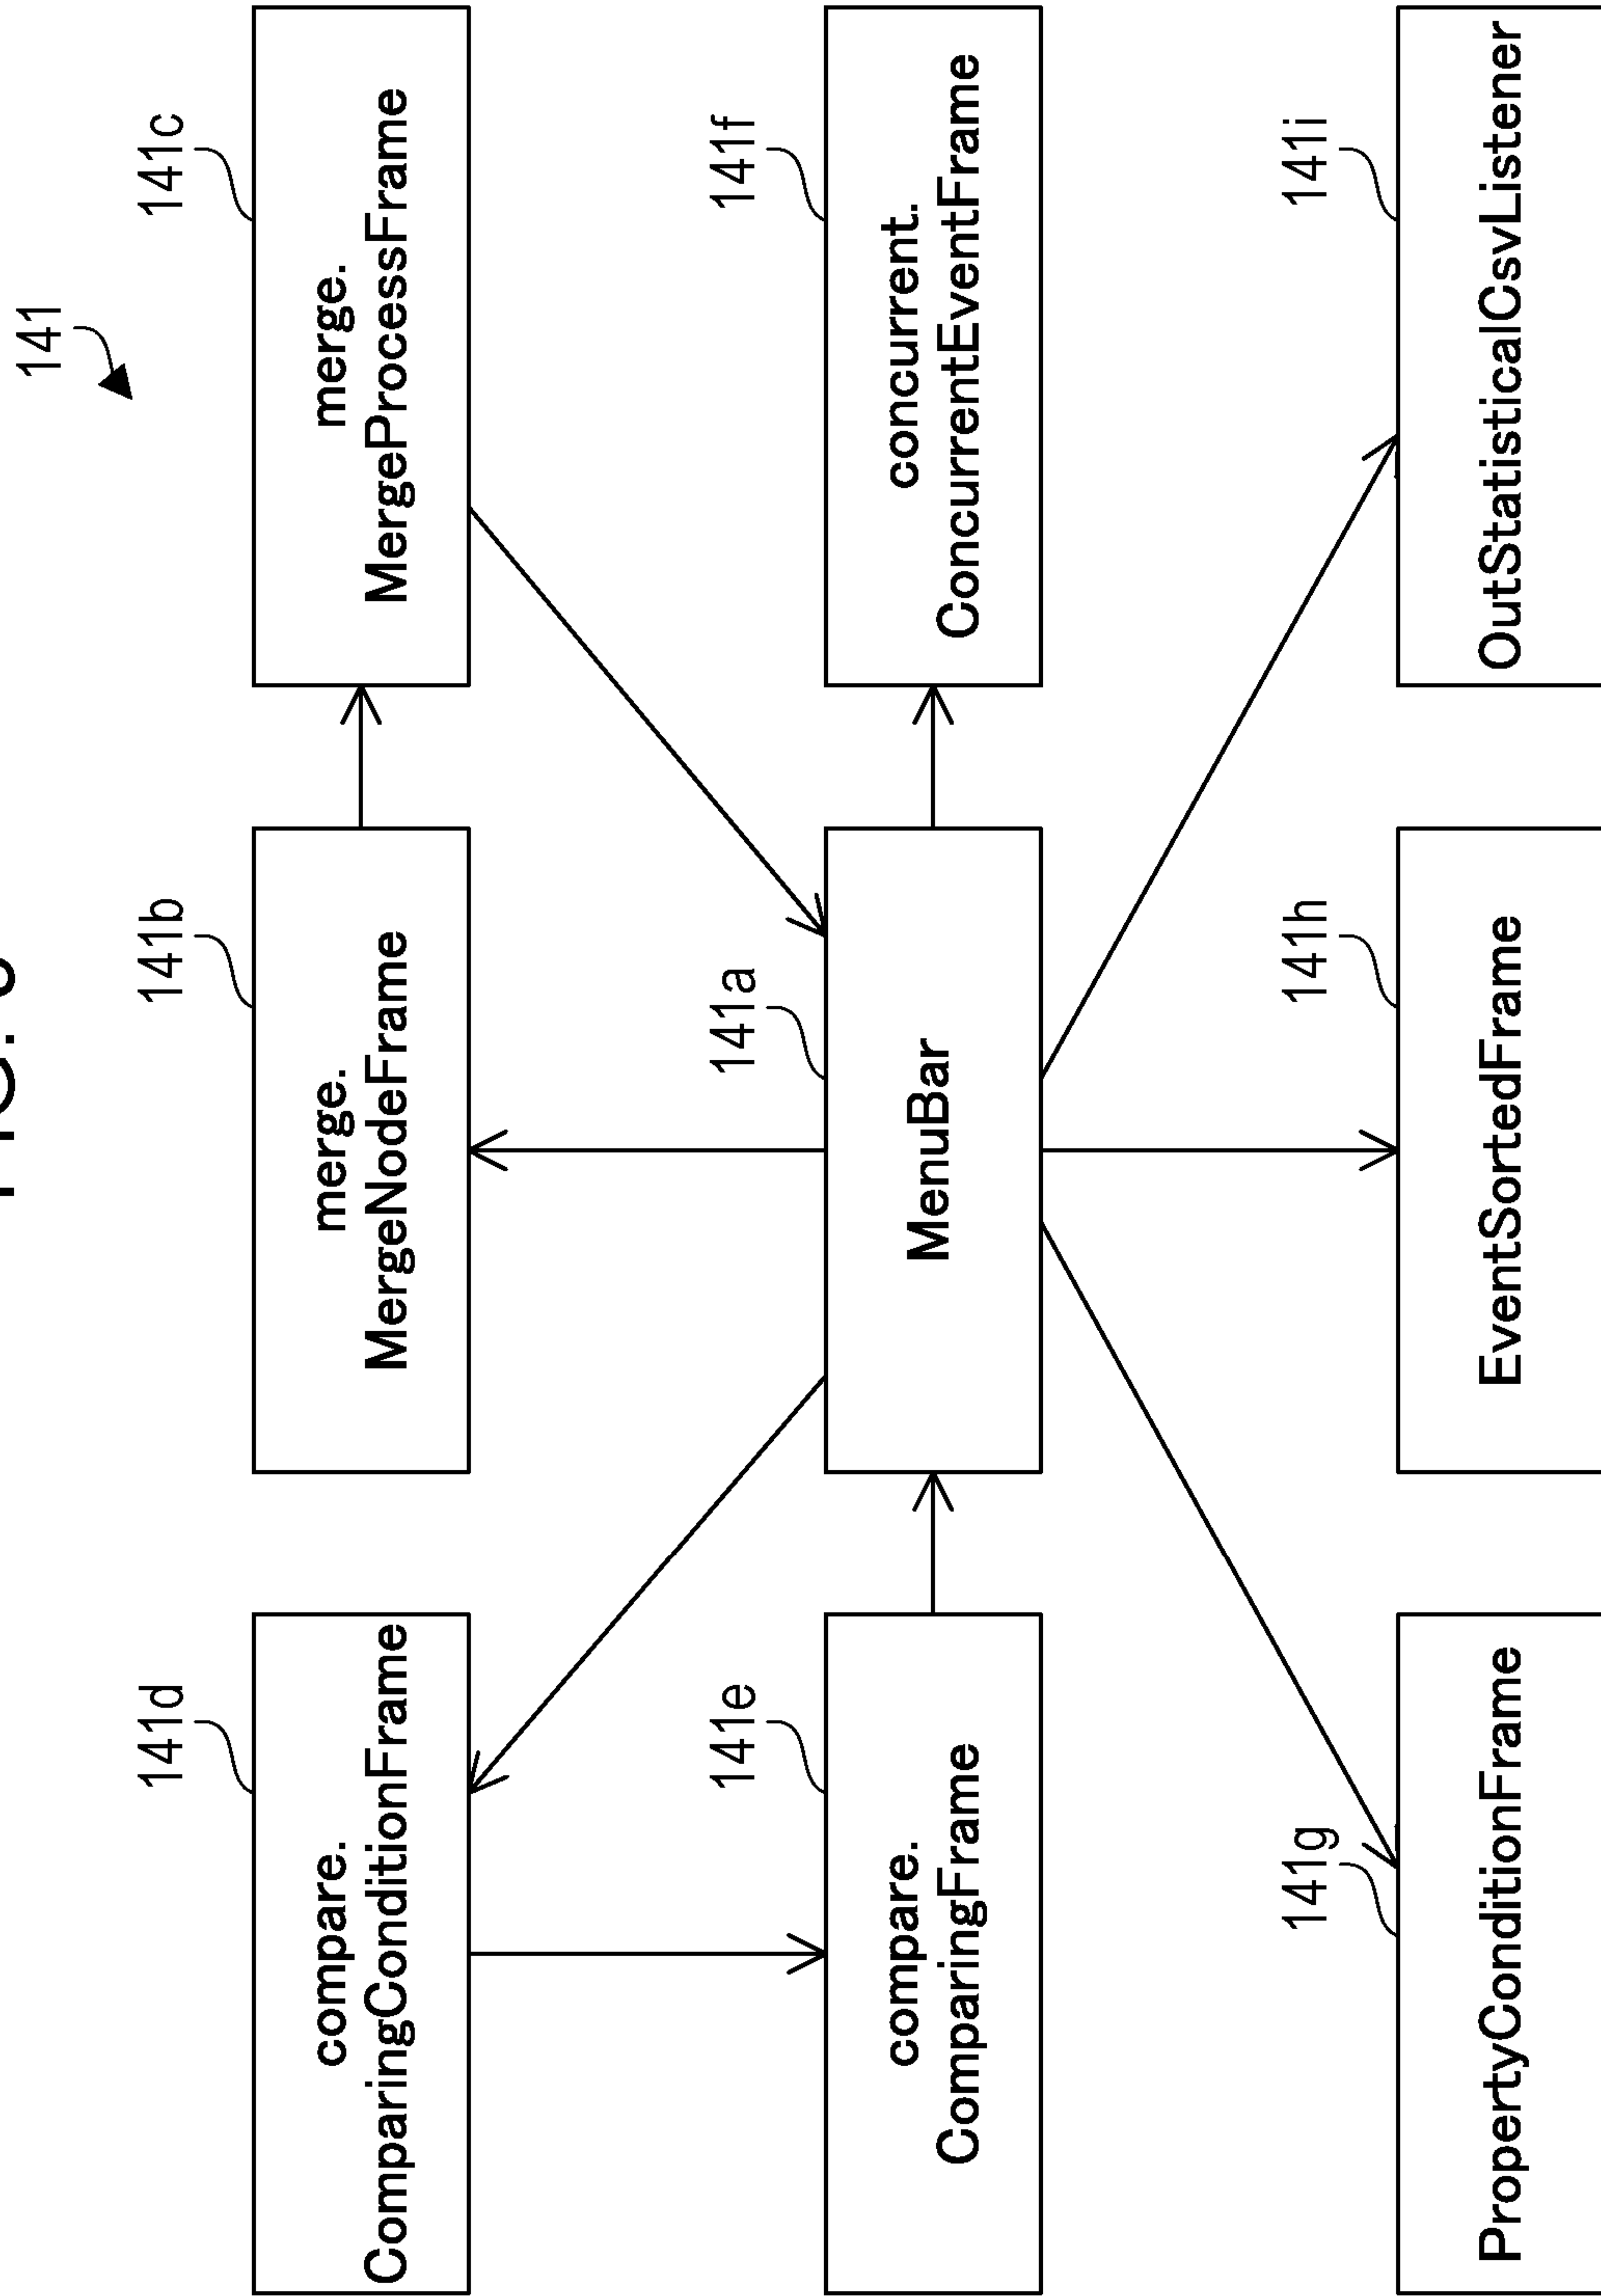 141
141d
141b
141c
compare.
ComparingConditionFrame
merge.
MergeNodeFrame
merge.
MergeProcessFrame
141e
141a
141f
compare.
ComparingFrame
MenuBar
concurrent.
ConcurrentEventFrame
141g
141h
141i
PropertyConditionFrame
EventSortedFrame
OutStatisticalCsvListener